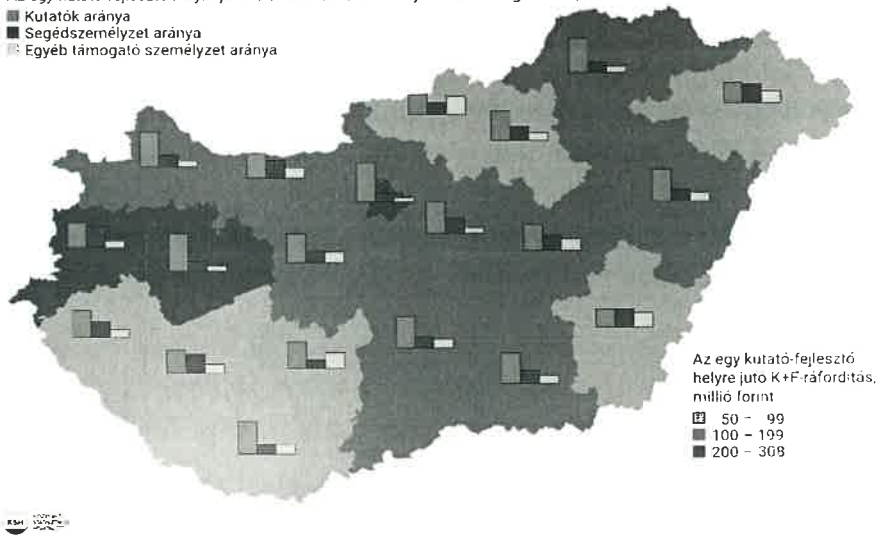 Kutatók aránya
Segédszemélyzet aránya
Egyéb támogató személyzet aránya
Az egy kutató-fejlesztő
helyre jutó K+F-ráfordítás,
millió forint
50 – 99
100 – 199
200 – 308
KSH